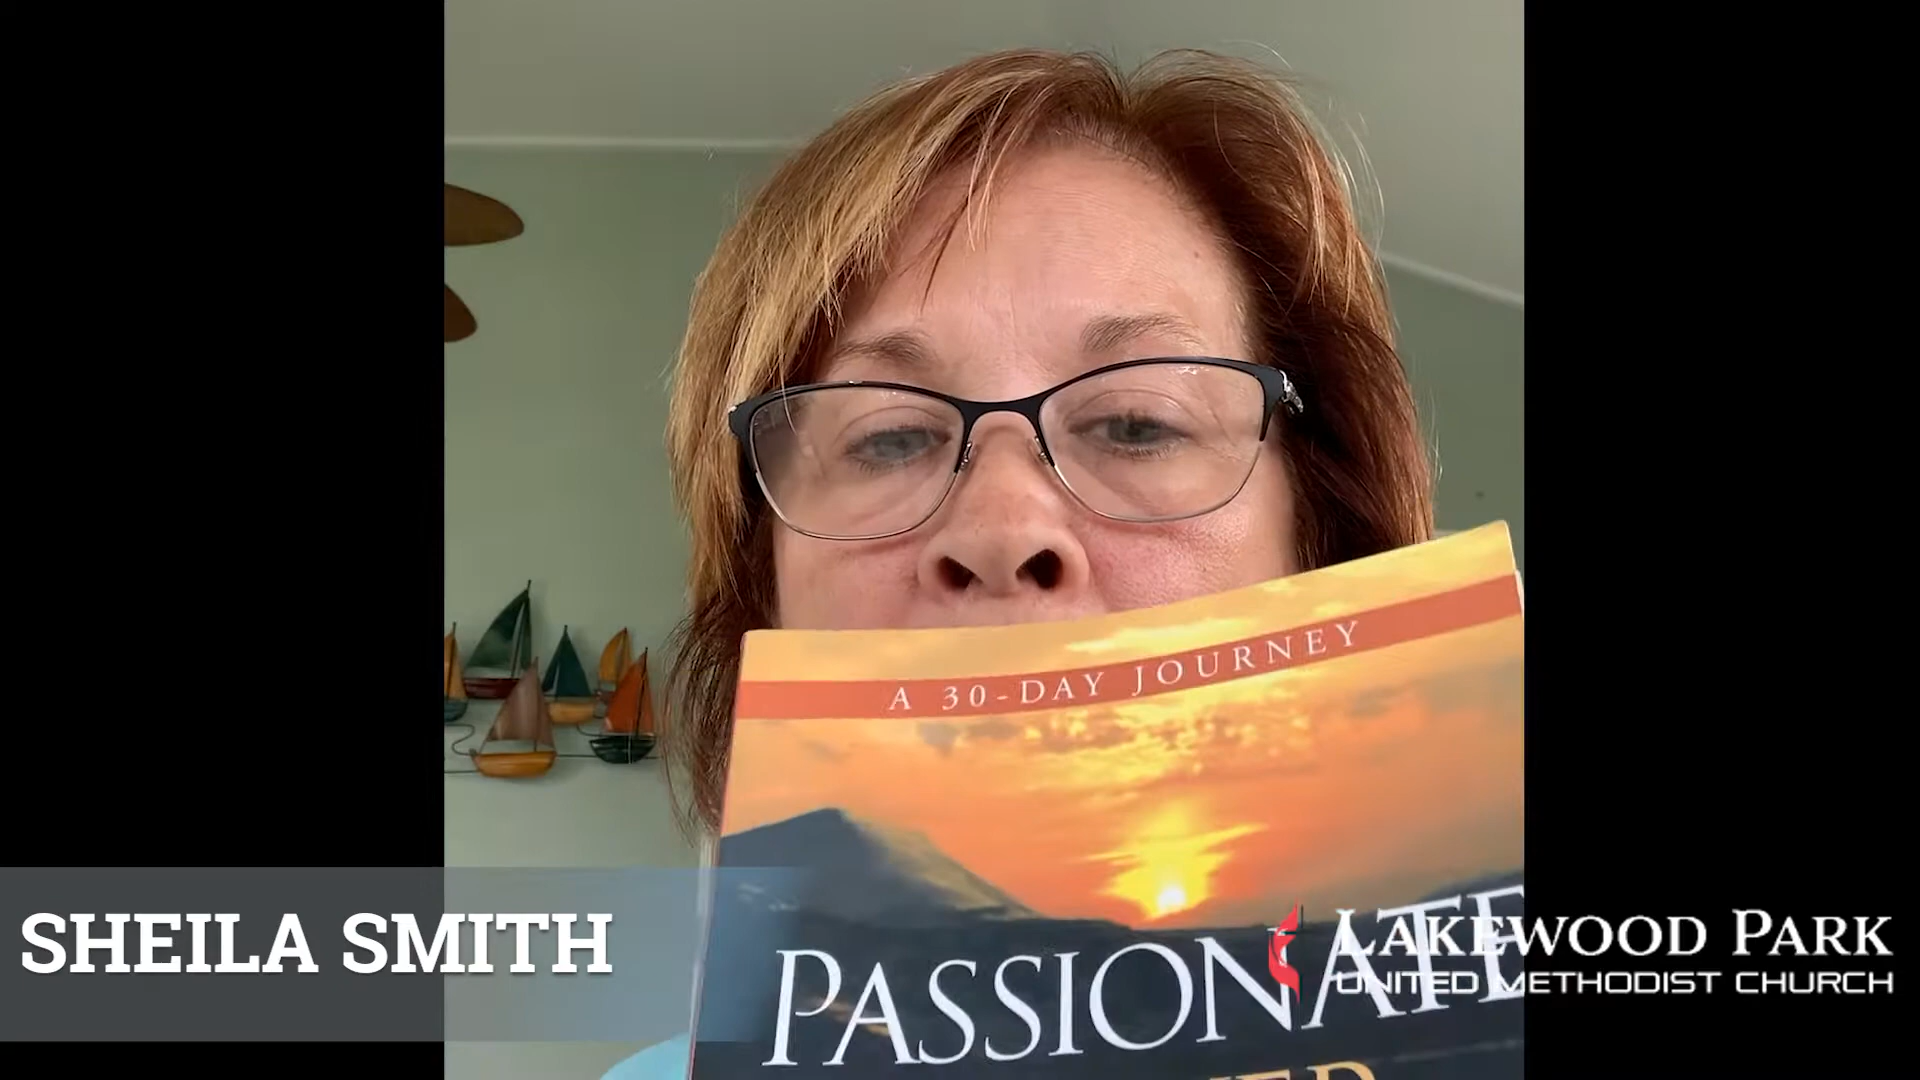 A 30-DAY JOURNEY
PASSIONATE
SHEILA SMITH
LAKEWOOD PARK
UNITED METHODIST CHURCH